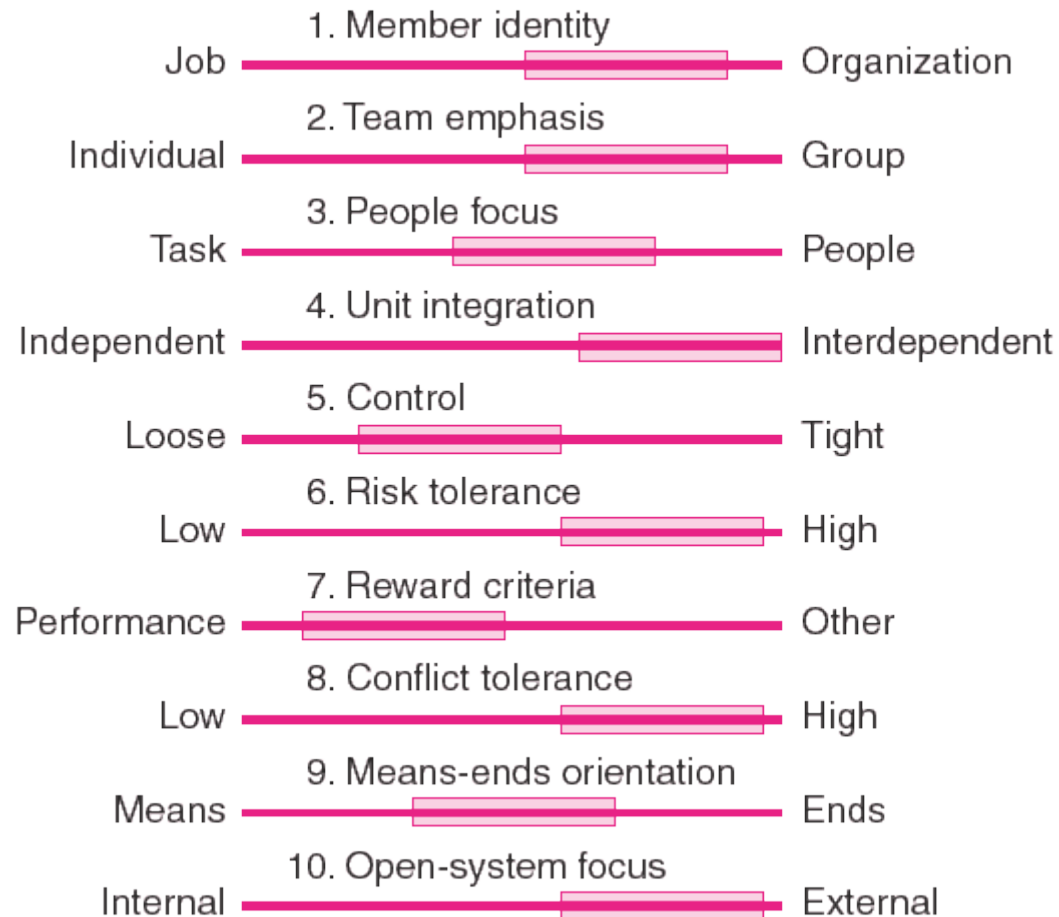 1. Member identity
Job Organization
2. Team emphasis
Individual Group
3. People focus
Task People
4. Unit integration
Independent Interdependent
5. Control
Loose Tight
6. Risk tolerance
Low High
7. Reward criteria
Performance Other
8. Conflict tolerance
Low High
9. Means-ends orientation
Means Ends
10. Open-system focus
Internal External